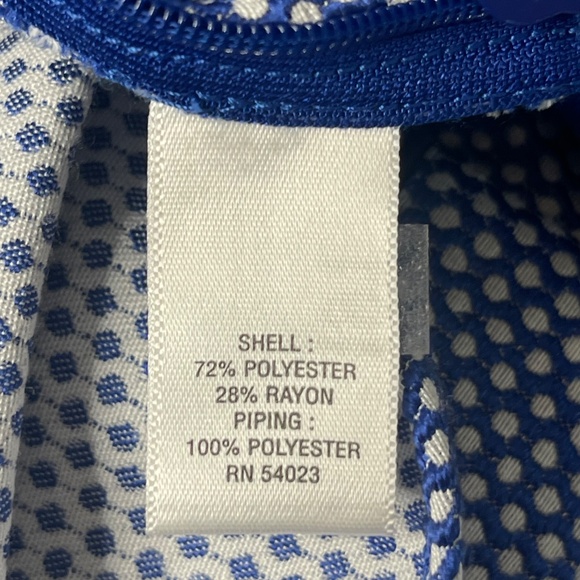 SHELL :
72% POLYESTER
28% RAYON
PIPING :
100% POLYESTER
RN 54023